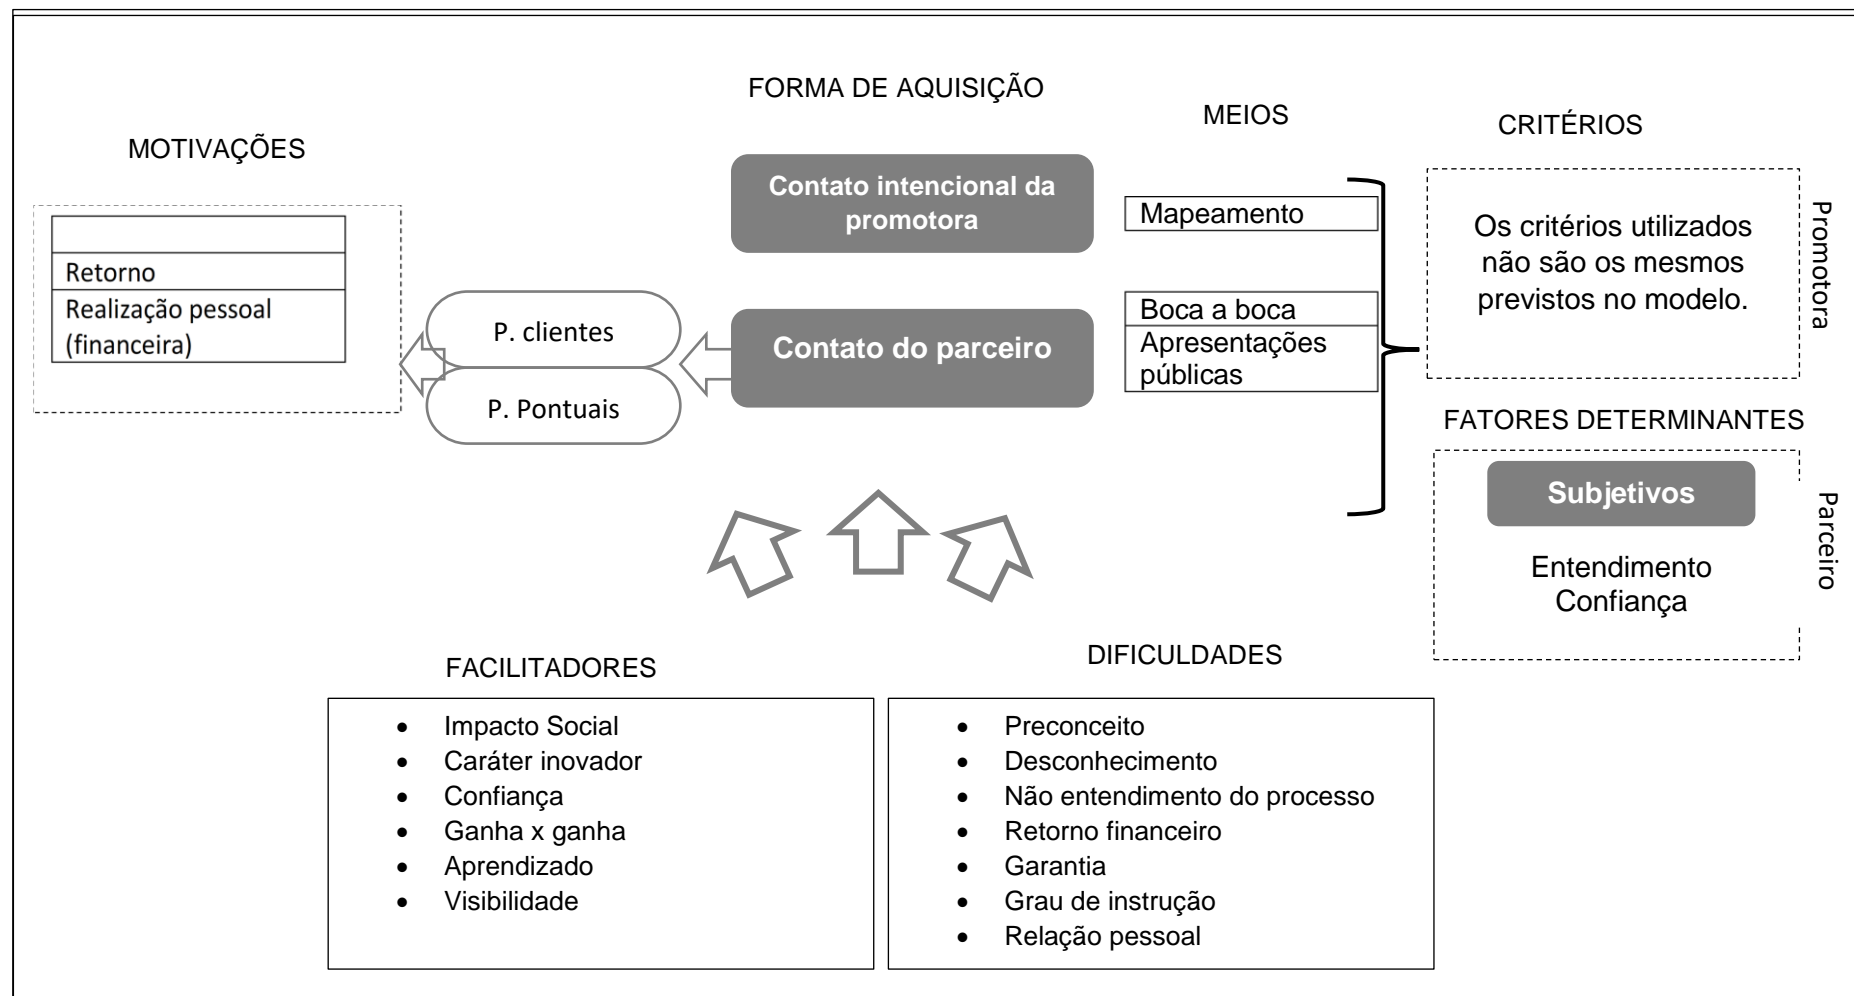 FORMA DE AQUISIÇÃO
MEIOS
CRITÉRIOS
MOTIVAÇÕES
Retorno
Realização pessoal
(financeira)
P. clientes
P. Pontuais
Contato intencional da
promotora
Contato do parceiro
Mapeamento
Boca a boca
Apresentações
públicas
Os critérios utilizados
não são os mesmos
previstos no modelo.
Promotora
FATORES DETERMINANTES
Subjetivos
Entendimento
Confiança
Parceiro
FACILITADORES
• Impacto Social
• Caráter inovador
• Confiança
• Ganha x ganha
• Aprendizado
• Visibilidade
DIFICULDADES
• Preconceito
• Desconhecimento
• Não entendimento do processo
• Retorno financeiro
• Garantia
• Grau de instrução
• Relação pessoal